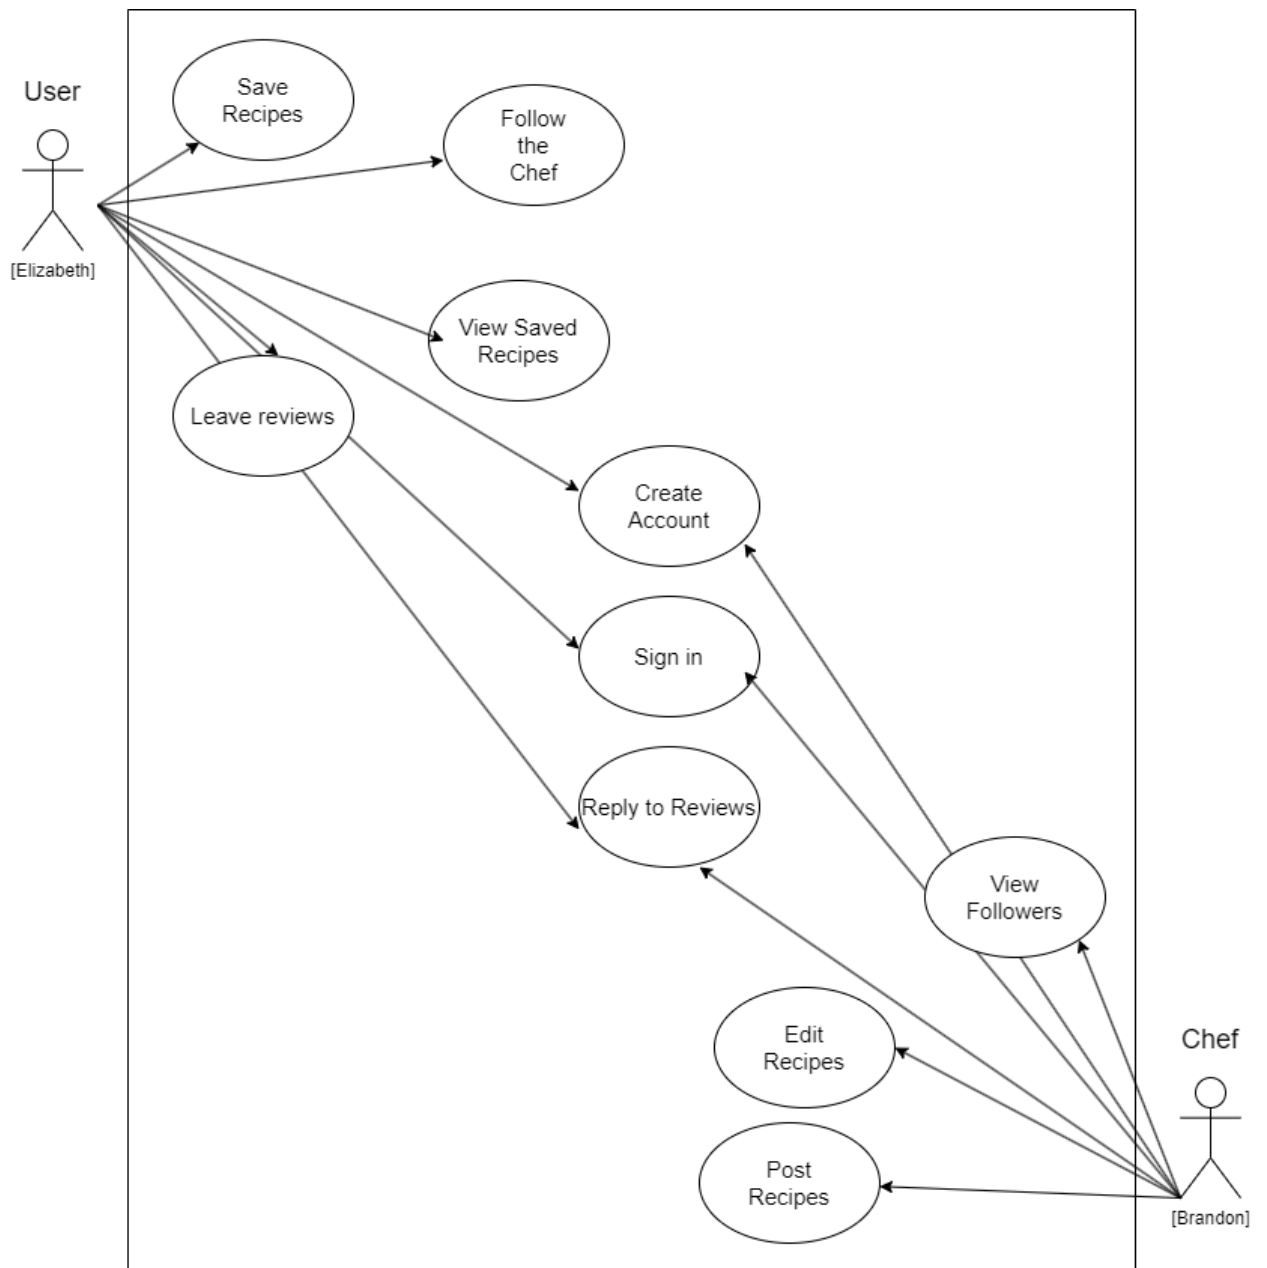 User
[Elizabeth]
Save
Recipes
Follow
the
Chef
View Saved
Recipes
Leave reviews
Create
Account
Sign in
Reply to Reviews
View
Followers
Edit
Recipes
Post
Recipes
Chef
[Brandon]